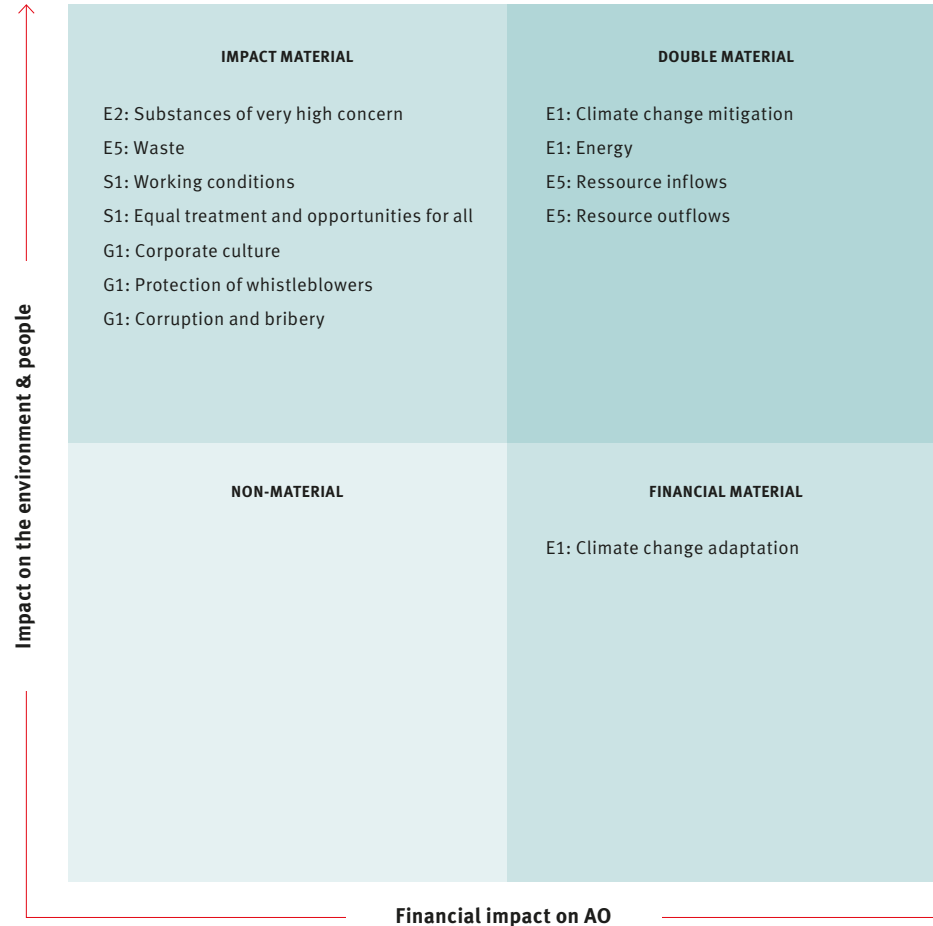 IMPACT MATERIAL
E2: Substances of very high concern
E5: Waste
S1: Working conditions
S1: Equal treatment and opportunities for all
G1: Corporate culture
G1: Protection of whistleblowers
G1: Corruption and bribery
DOUBLE MATERIAL
E1: Climate change mitigation
E1: Energy
E5: Ressource inflows
E5: Resource outflows
NON-MATERIAL
FINANCIAL MATERIAL
E1: Climate change adaptation
Impact on the environment & people
Financial impact on AO